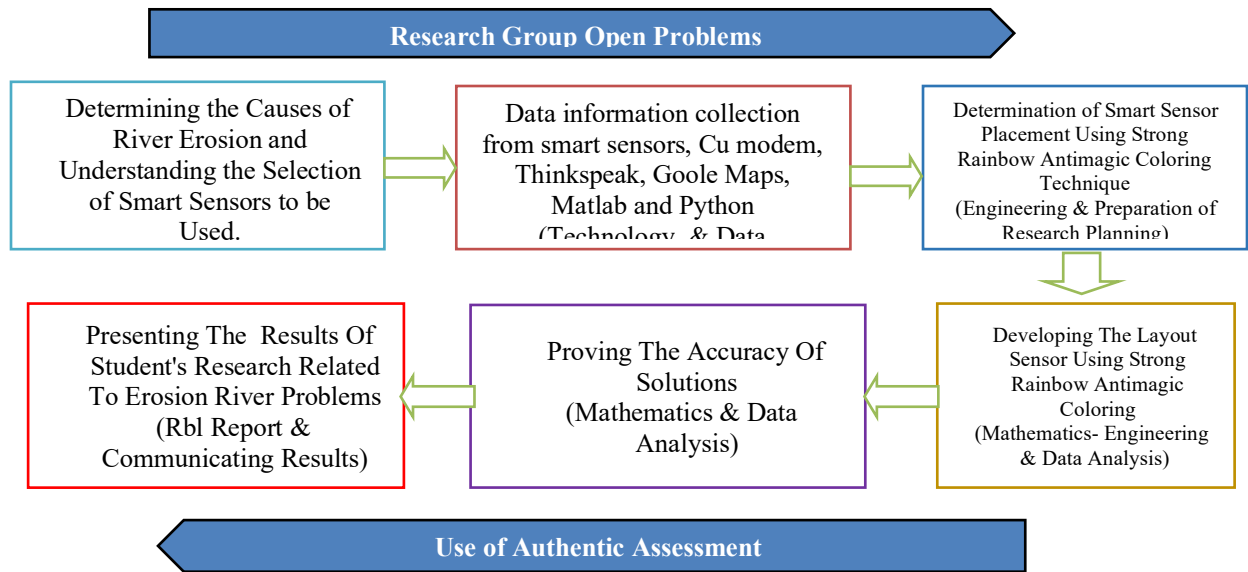 Research Group Open Problems
Determining the Causes of
River Erosion and
Understanding the Selection
of Smart Sensors to be
Used.
Data information collection
from smart sensors, Cu modem,
Thinkspeak, Goole Maps,
Matlab and Python
(Technology & Data
Determination of Smart Sensor
Placement Using Strong
Rainbow Antimagic Coloring
Technique
(Engineering & Preparation of
Research Planning)
Developing The Layout
Sensor Using Strong
Rainbow Antimagic
Coloring
(Mathematics- Engineering
& Data Analysis)
Proving The Accuracy Of
Solutions
(Mathematics & Data
Analysis)
Presenting The Results Of
Student's Research Related
To Erosion River Problems
(Rbl Report &
Communicating Results)
Use of Authentic Assessment